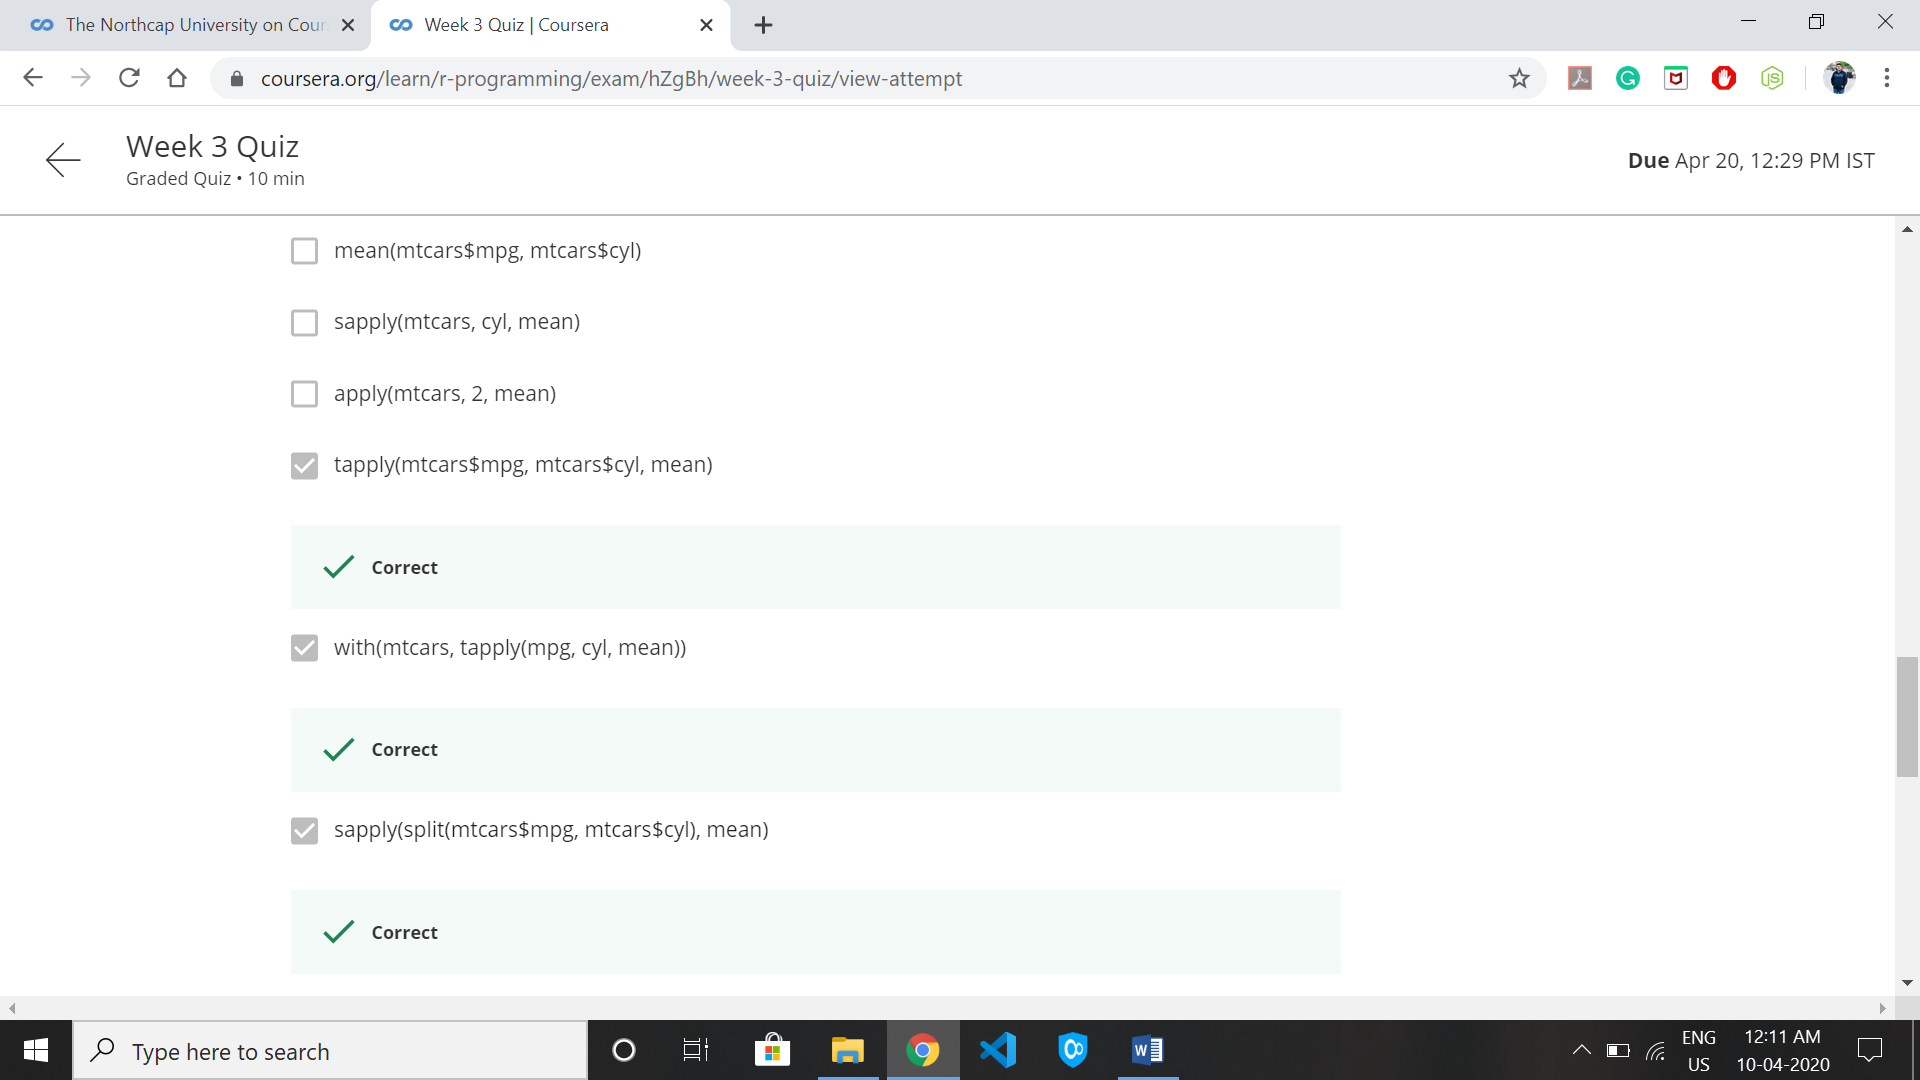 The Northcap University on Cour
Week 3 Quiz | Coursera
coursera.org/learn/r-programming/exam/hZgBh/week-3-quiz/view-attempt
Week 3 Quiz
Graded Quiz • 10 min
Due Apr 20, 12:29 PM IST
mean(mtcars$mpg, mtcars$cyl)
sapply(mtcars, cyl, mean)
apply(mtcars, 2, mean)
tapply(mtcars$mpg, mtcars$cyl, mean)
Correct
with(mtcars, tapply(mpg, cyl, mean))
Correct
sapply(split(mtcars$mpg, mtcars$cyl), mean)
Correct
Type here to search
ENG
US
12:11 AM
10-04-2020